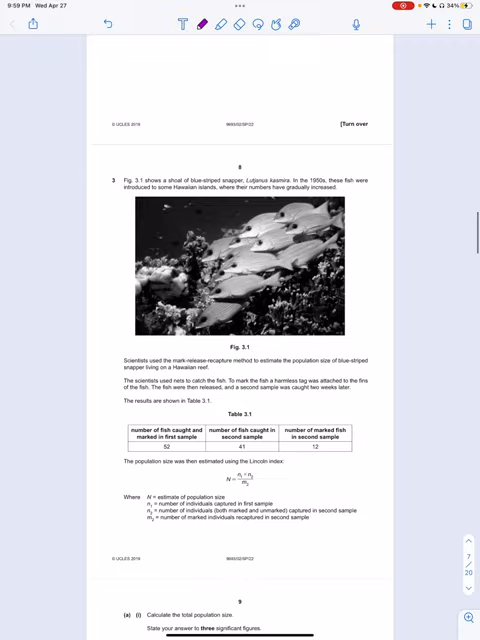 9:59 PM Wed Apr 27
34%
© UCLES 2019
9693/02/SP/22
[Turn over
8
3 Fig. 3.1 shows a shoal of blue-striped snapper, Lutjanus kasmira. In the 1950s, these fish were
introduced to some Hawaiian islands, where their numbers have gradually increased.
Fig. 3.1
Scientists used the mark-release-recapture method to estimate the population size of blue-striped
snapper living on a Hawaiian reef.
The scientists used nets to catch the fish. To mark the fish a harmless tag was attached to the fins
of the fish. The fish were then released, and a second sample was caught two weeks later.
The results are shown in Table 3.1.
Table 3.1
number of fish caught and marked in first sample
number of fish caught in second sample
number of marked fish in second sample
52 41 12
The population size was then estimated using the Lincoln index:
N = n₁ × n₂ / m₂
Where N = estimate of population size
n₁ = number of individuals captured in first sample
n₂ = number of individuals (both marked and unmarked) captured in second sample
m₂ = number of marked individuals recaptured in second sample
© UCLES 2019
9693/02/SP/22
9
(a) (i) Calculate the total population size.
State your answer to three significant figures.
7
/
20